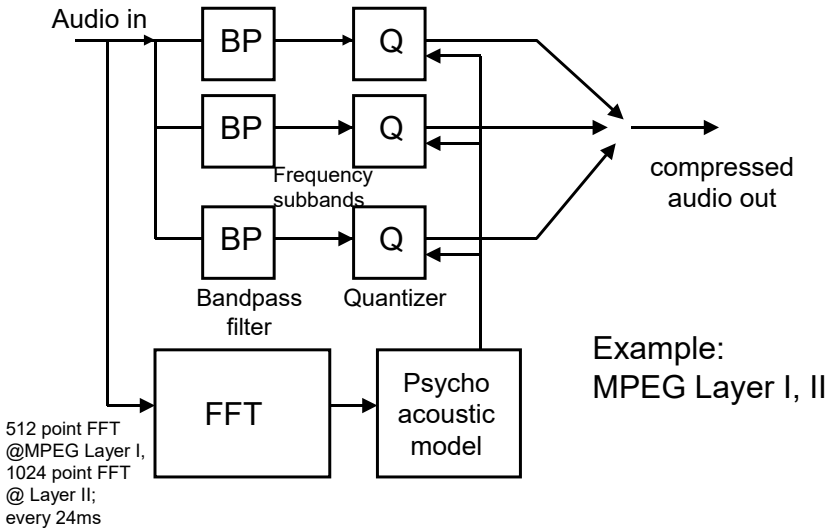 Audio in
BP
Q
BP
Q
Frequency
subbands
BP
Q
compressed
audio out
Bandpass
filter
Quantizer
Example:
MPEG Layer I, II
FFT
Psycho
acoustic
model
512 point FFT
@MPEG Layer I,
1024 point FFT
@ Layer II;
every 24ms